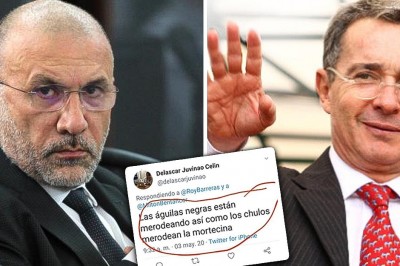 Delascar Juvinao Celin
@delascarjuvinao
Respondiendo a @RoyBarreras y a
@AntonBentancur
Las águilas negras están
merodeando así como los chulos
merodean la mortecina
a. m. · 03 may. 20 · Twitter for iPhone